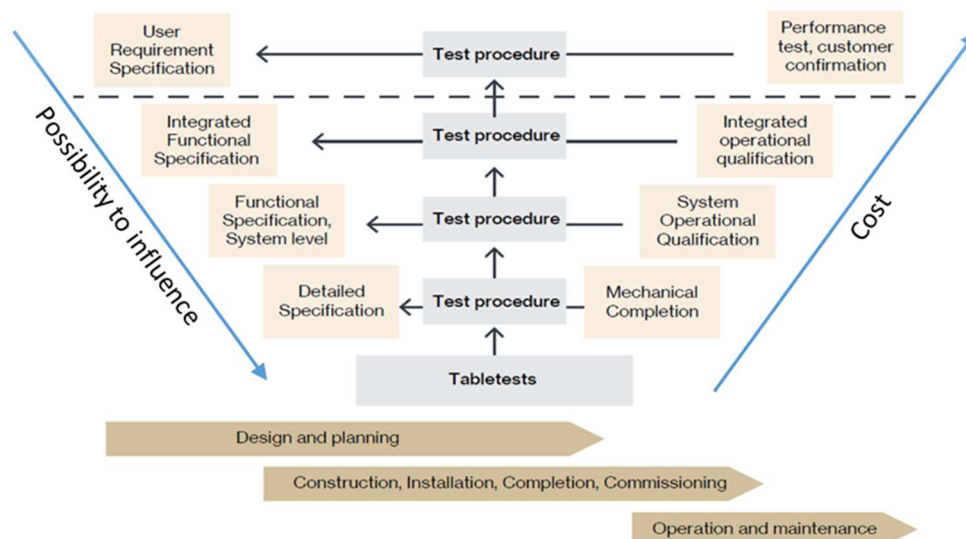 User
Requirement
Specification
Test procedure
Performance
test, customer
confirmation
Integrated
Functional
Specification
Test procedure
Integrated
operational
qualification
Functional
Specification,
System level
Test procedure
System
Operational
Qualification
Detailed
Specification
Test procedure
Mechanical
Completion
Tabletests
Possibility to influence
Cost
Design and planning
Construction, Installation, Completion, Commissioning
Operation and maintenance